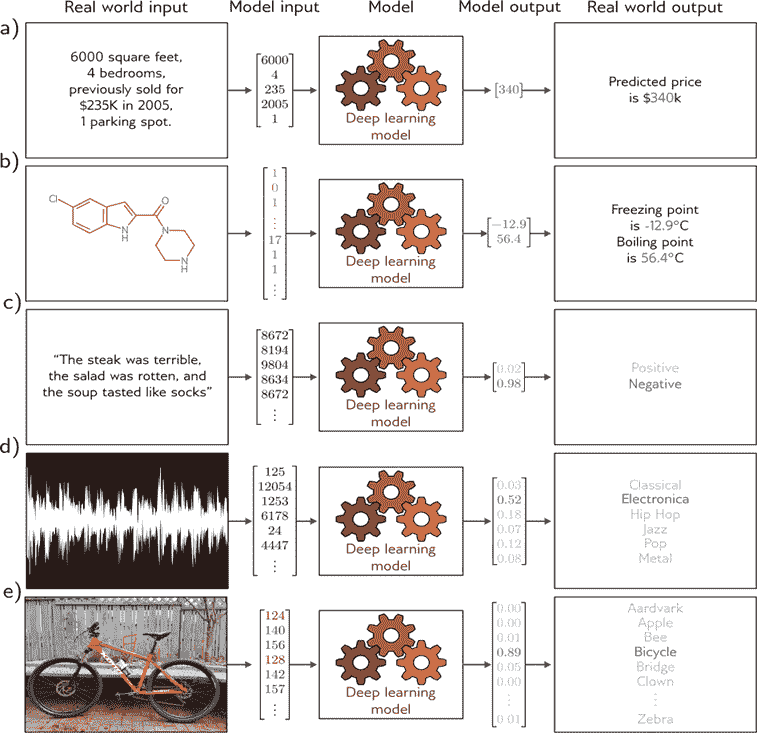 Real world input Model input Model Model output Real world output
a)
6000 square feet,
4 bedrooms,
previously sold for
$235K in 2005,
1 parking spot.
6000
4
235
2005
1
Deep learning
model
[340]
Predicted price
is $340k
b)
Cl
O
N
NH
N
H
1
0
1
⋮
17
1
1
⋮
Deep learning
model
−12.9
56.4
Freezing point
is -12.9°C
Boiling point
is 56.4°C
c)
“The steak was terrible,
the salad was rotten, and
the soup tasted like socks”
8672
8194
9804
8634
8672
⋮
Deep learning
model
0.02
0.98
Positive
Negative
d)
125
12054
1253
6178
24
4447
⋮
Deep learning
model
0.03
0.52
0.18
0.07
0.12
0.08
Classical
Electronica
Hip Hop
Jazz
Pop
Metal
e)
124
140
156
128
142
157
⋮
Deep learning
model
0.00
0.00
0.01
0.89
0.05
0.00
⋮
0.01
Aardvark
Apple
Bee
Bicycle
Bridge
Clown
⋮
Zebra